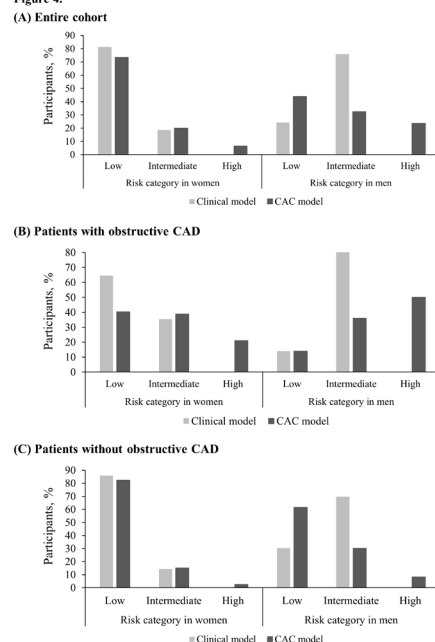 Figure 4.
(A) Entire cohort
Participants, %
90
80
70
60
50
40
30
20
10
0
Low Intermediate High Low Intermediate High
Risk category in women Risk category in men
Clinical model CAC model
(B) Patients with obstructive CAD
Participants, %
80
70
60
50
40
30
20
10
0
Low Intermediate High Low Intermediate High
Risk category in women Risk category in men
Clinical model CAC model
(C) Patients without obstructive CAD
Participants, %
90
80
70
60
50
40
30
20
10
0
Low Intermediate High Low Intermediate High
Risk category in women Risk category in men
Clinical model CAC model